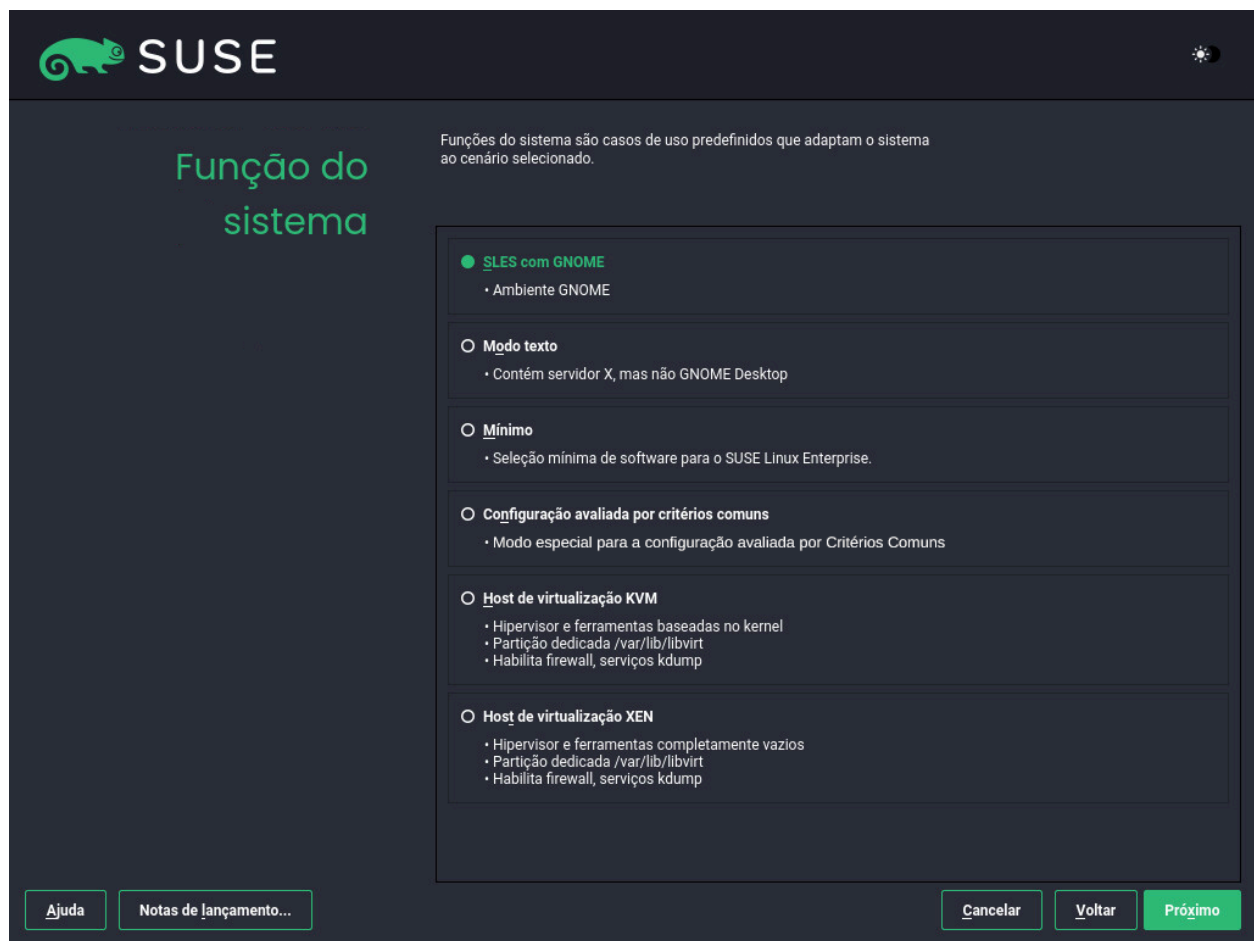 SUSE
Função do
sistema
Funções do sistema são casos de uso predefinidos que adaptam o sistema
ao cenário selecionado.
SLES com GNOME
• Ambiente GNOME
Modo texto
• Contém servidor X, mas não GNOME Desktop
Mínimo
• Seleção mínima de software para o SUSE Linux Enterprise.
Configuração avaliada por critérios comuns
• Modo especial para a configuração avaliada por Critérios Comuns
Host de virtualização KVM
• Hipervisor e ferramentas baseadas no kernel
• Partição dedicada /var/lib/libvirt
• Habilita firewall, serviços kdump
Host de virtualização XEN
• Hipervisor e ferramentas completamente vazios
• Partição dedicada /var/lib/libvirt
• Habilita firewall, serviços kdump
Ajuda
Notas de lançamento...
Cancelar
Voltar
Próximo